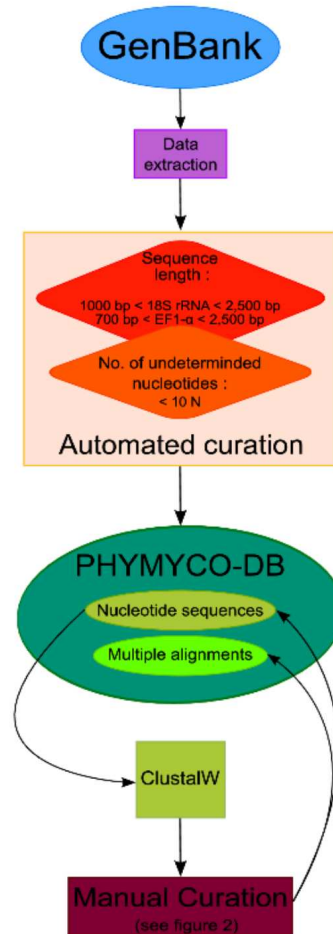 GenBank
Data
extraction
Sequence
length :
1000 bp < 18S rRNA < 2,500 bp
700 bp < EF1-α < 2,500 bp
No. of undeterminded
nucleotides :
< 10 N
Automated curation
PHYMYCO-DB
Nucleotide sequences
Multiple alignments
ClustalW
Manual Curation
(see figure 2)